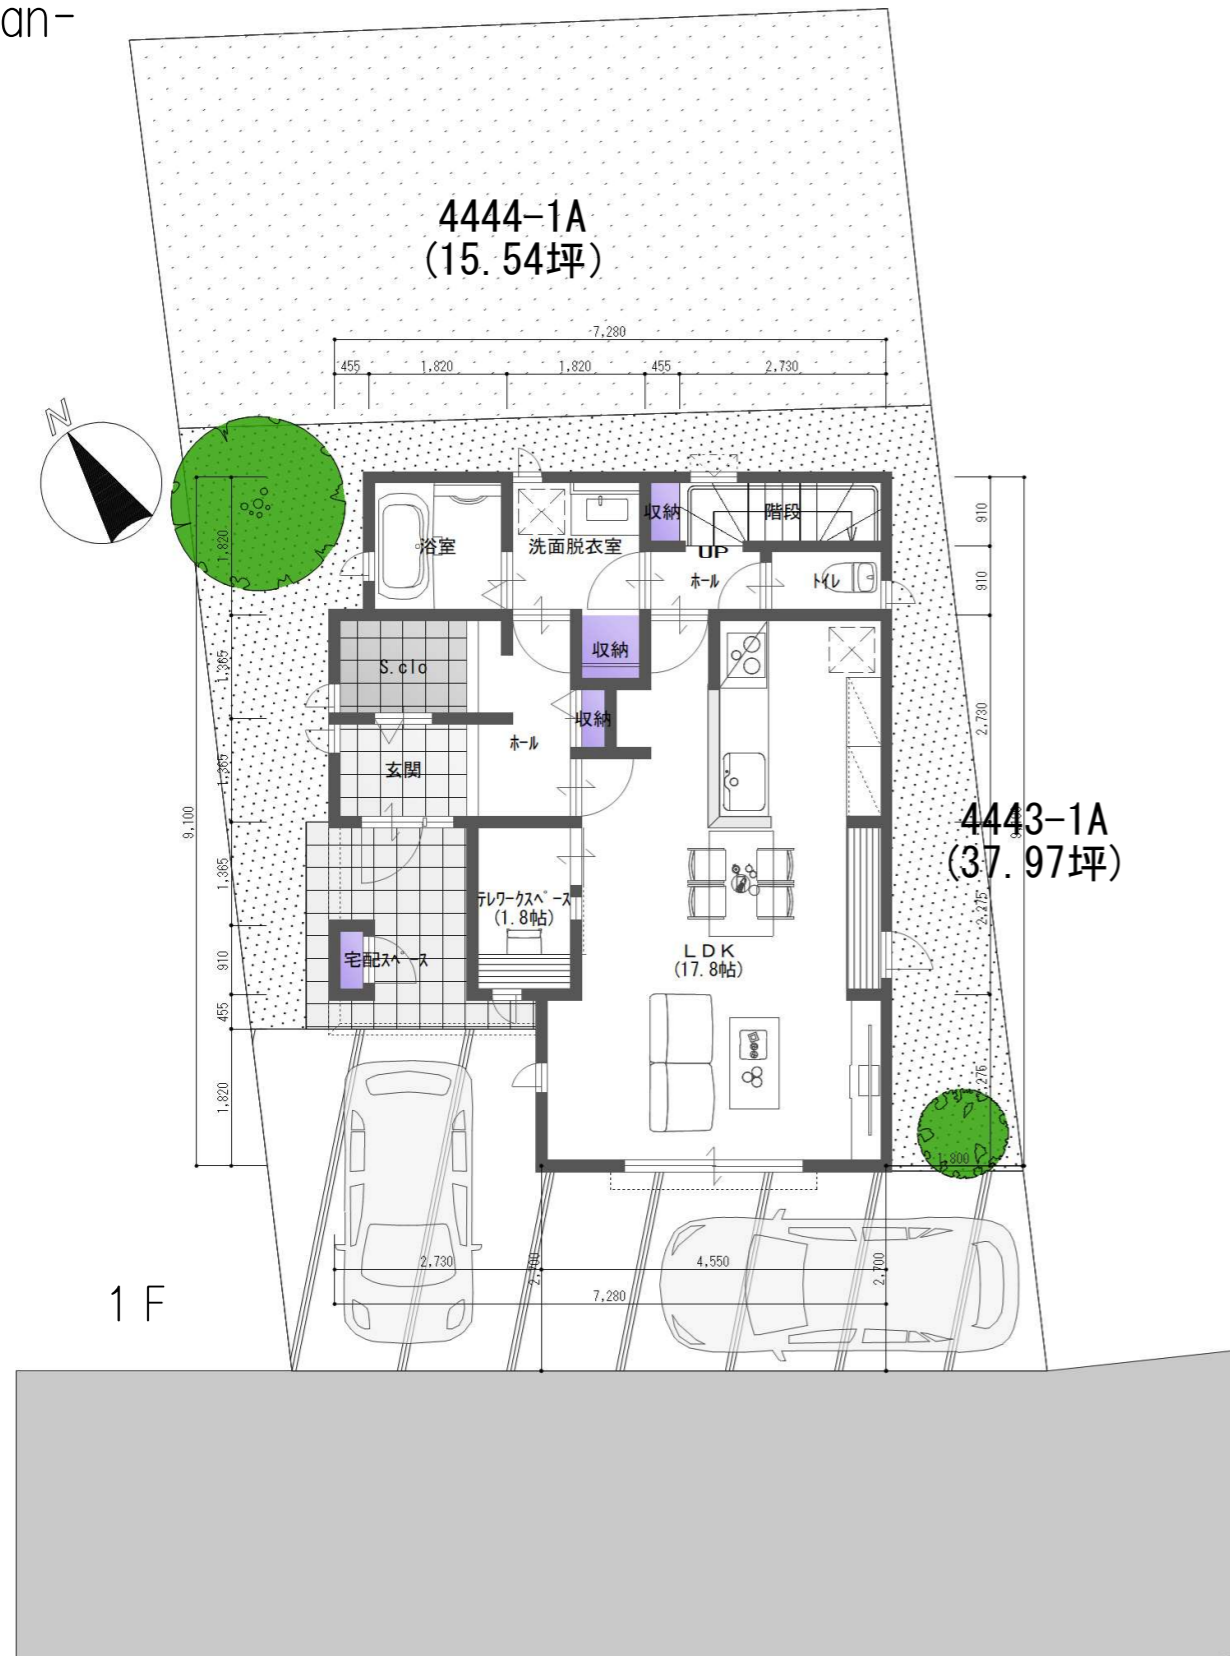 an-
4444-1A
(15.54坪)
7,280
455 1,820 1,820 455 2,730
N
収納 階段
浴室 洗面脱衣室
UP
ホール トイレ
910
910
1,820
収納
S.clo
1,365
収納
ホール
玄関
1,365
2,730
9,100
4443-1A
(37.97坪)
1,365
2,275
テレワークスペース
(1.8帖)
LDK
(17.8帖)
宅配スペース
910
455
1,820
1,800
2,730
4,550
2,700
7,280
1F